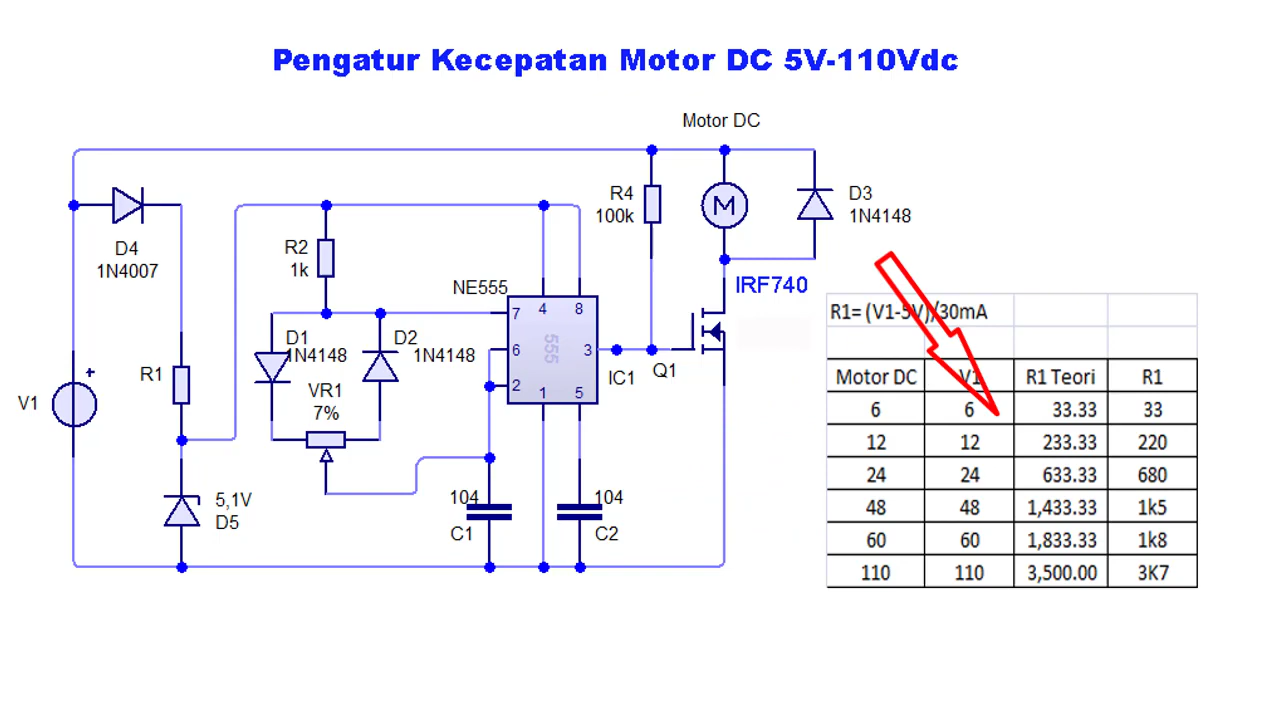 Pengatur Kecepatan Motor DC 5V-110Vdc
Motor DC
D4
1N4007
R4
100k
M
D3
1N4148
R2
1k
NE555
IRF740
D1
1N4148
D2
1N4148
7
4
8
6
555
3
2
1
5
IC1
Q1
R1
VR1
7%
+
V1
5,1V
D5
104
C1
104
C2
R1= (V1-5V)/30mA
Motor DC V1 R1 Teori R1
6 6 33.33 33
12 12 233.33 220
24 24 633.33 680
48 48 1,433.33 1k5
60 60 1,833.33 1k8
110 110 3,500.00 3K7